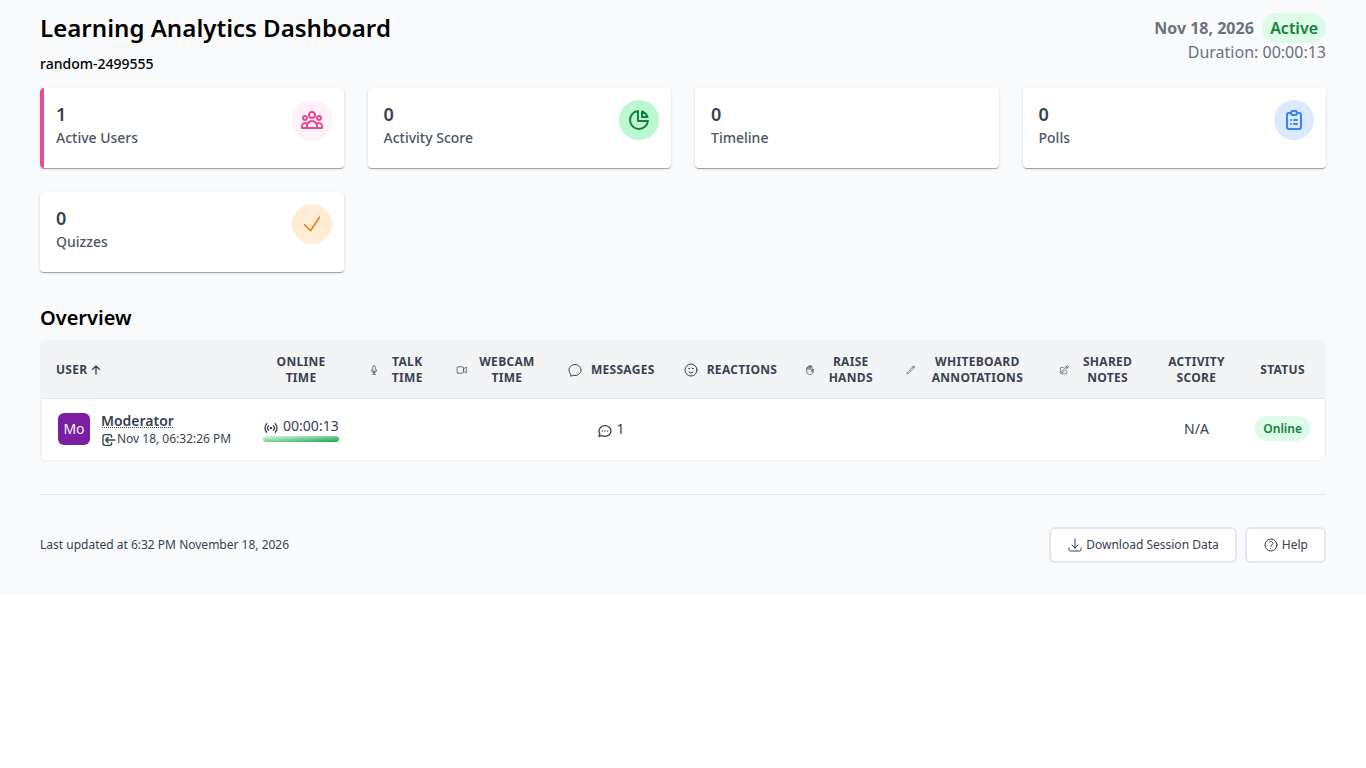 Learning Analytics Dashboard
Nov 18, 2026 Active
Duration: 00:00:13
random-2499555
1
Active Users
0
Activity Score
0
Timeline
0
Polls
0
Quizzes
Overview
USER ONLINE TIME TALK TIME WEBCAM TIME MESSAGES REACTIONS RAISE HANDS WHITEBOARD ANNOTATIONS SHARED NOTES ACTIVITY SCORE STATUS
Mo Moderator 00:00:13 1 N/A Online
Nov 18, 06:32:26 PM
Last updated at 6:32 PM November 18, 2026
Download Session Data
Help